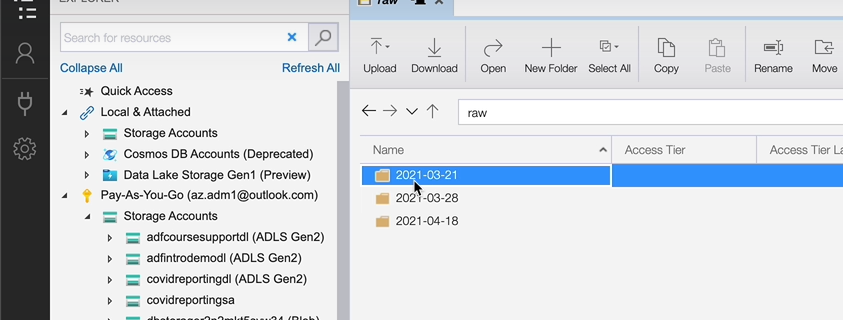 EXPLORER
raw
Search for resources
Collapse All
Refresh All
Upload
Download
Open
New Folder
Select All
Copy
Paste
Rename
Move
Quick Access
Local & Attached
Storage Accounts
Cosmos DB Accounts (Deprecated)
Data Lake Storage Gen1 (Preview)
Pay-As-You-Go (az.adm1@outlook.com)
Storage Accounts
adfcoursesupportdl (ADLS Gen2)
adfintrodemodl (ADLS Gen2)
covidreportingdl (ADLS Gen2)
covidreportingsa
raw
Name
Access Tier
Access Tier La
2021-03-21
2021-03-28
2021-04-18